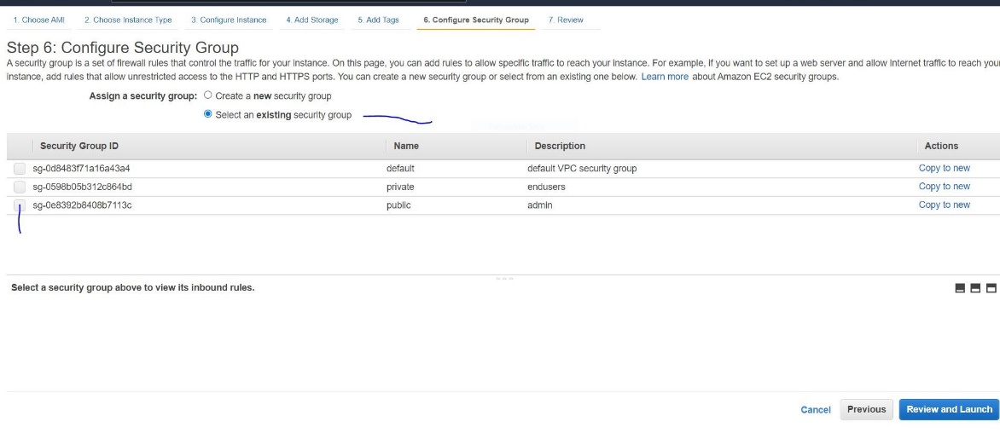 1. Choose AMI 2. Choose Instance Type 3. Configure Instance 4. Add Storage 5. Add Tags 6. Configure Security Group 7. Review
Step 6: Configure Security Group
A security group is a set of firewall rules that control the traffic for your instance. On this page, you can add rules to allow specific traffic to reach your instance. For example, if you want to set up a web server and allow Internet traffic to reach you
instance, add rules that allow unrestricted access to the HTTP and HTTPS ports. You can create a new security group or select from an existing one below. Learn more about Amazon EC2 security groups.
Assign a security group: Create a new security group
Select an existing security group
Security Group ID Name Description Actions
sg-0d8483f71a16a43a4 default default VPC security group Copy to new
sg-0598b05b312c864bd private endusers Copy to new
sg-0e8392b8408b7113c public admin Copy to new
Select a security group above to view its inbound rules.
Cancel Previous Review and Launch